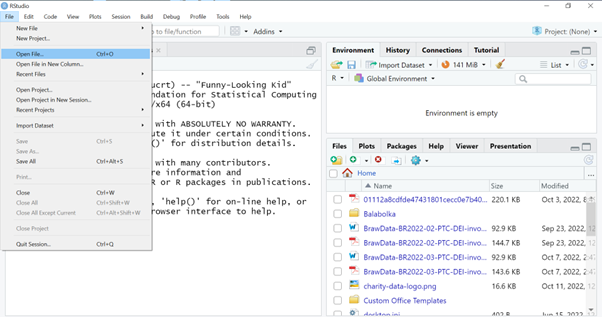 RStudio
File Edit Code View Plots Session Build Debug Profile Tools Help
to file/function
Addins
Project: (None)
New File
New Project...
Open File... Ctrl+O
Open File in New Column...
Recent Files
Open Project...
Open Project in New Session...
Recent Projects
Import Dataset
Save Ctrl+S
Save As...
Save All Ctrl+Alt+S
Print...
Close Ctrl+W
Close All Ctrl+Shift+W
Close All Except Current Ctrl+Alt+Shift+W
Close Project
Quit Session... Ctrl+Q
ucrt) -- "Funny-Looking Kid"
ndation for Statistical Computing
/x64 (64-bit)
with ABSOLUTELY NO WARRANTY.
ute it under certain conditions.
)' for distribution details.
with many contributors.
re information and
R or R packages in publications.
, 'help()' for on-line help, or
rowser interface to help.
Environment History Connections Tutorial
Import Dataset 141 MiB List
R Global Environment
Environment is empty
Files Plots Packages Help Viewer Presentation
Home ...
Name Size Modified
01112a8cdfde47431801cecc0e7b40... 220.1 KB Oct 3, 2022, 8
Balabolka
BrawData-BR2022-02-PTC-DEI-invo... 92.9 KB Sep 23, 2022,
BrawData-BR2022-02-PTC-DEI-invo... 144.7 KB Sep 23, 2022,
BrawData-BR2022-03-PTC-DEI-invo... 92.9 KB Oct 7, 2022, 2
BrawData-BR2022-03-PTC-DEI-invo... 143.6 KB Oct 7, 2022,
charity-data-logo.png 16.6 KB Oct 11, 2022,
Custom Office Templates
desktop.ini 402 B Jun 15, 2022